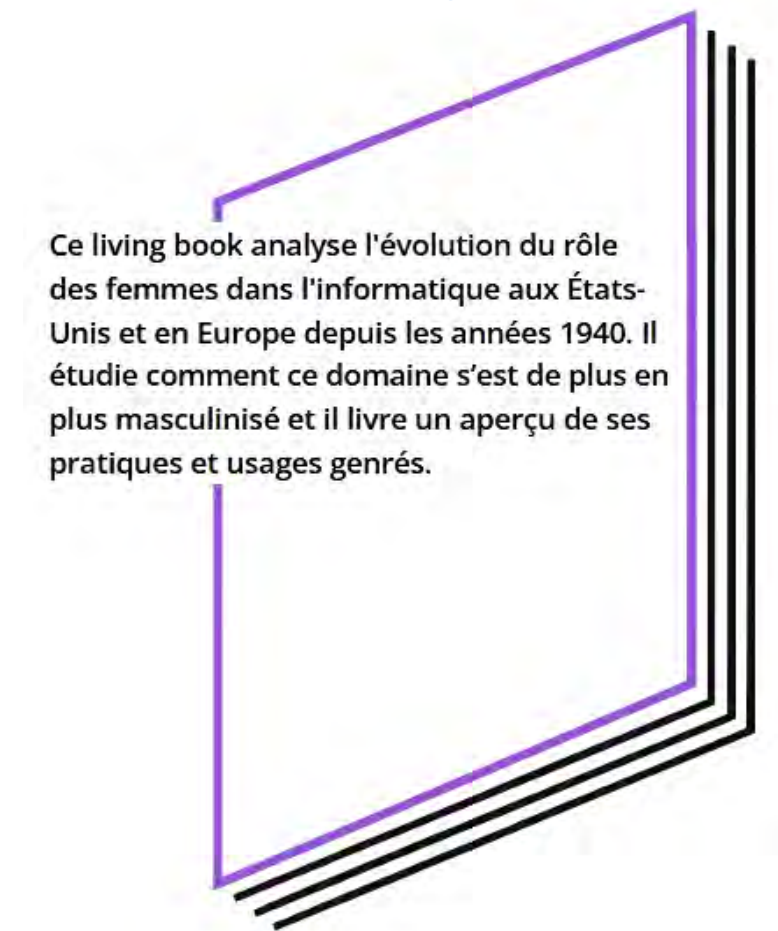 Ce living book analyse l'évolution du rôle
des femmes dans l'informatique aux États-
Unis et en Europe depuis les années 1940. Il
étudie comment ce domaine s’est de plus en
plus masculinisé et il livre un aperçu de ses
pratiques et usages genrés.